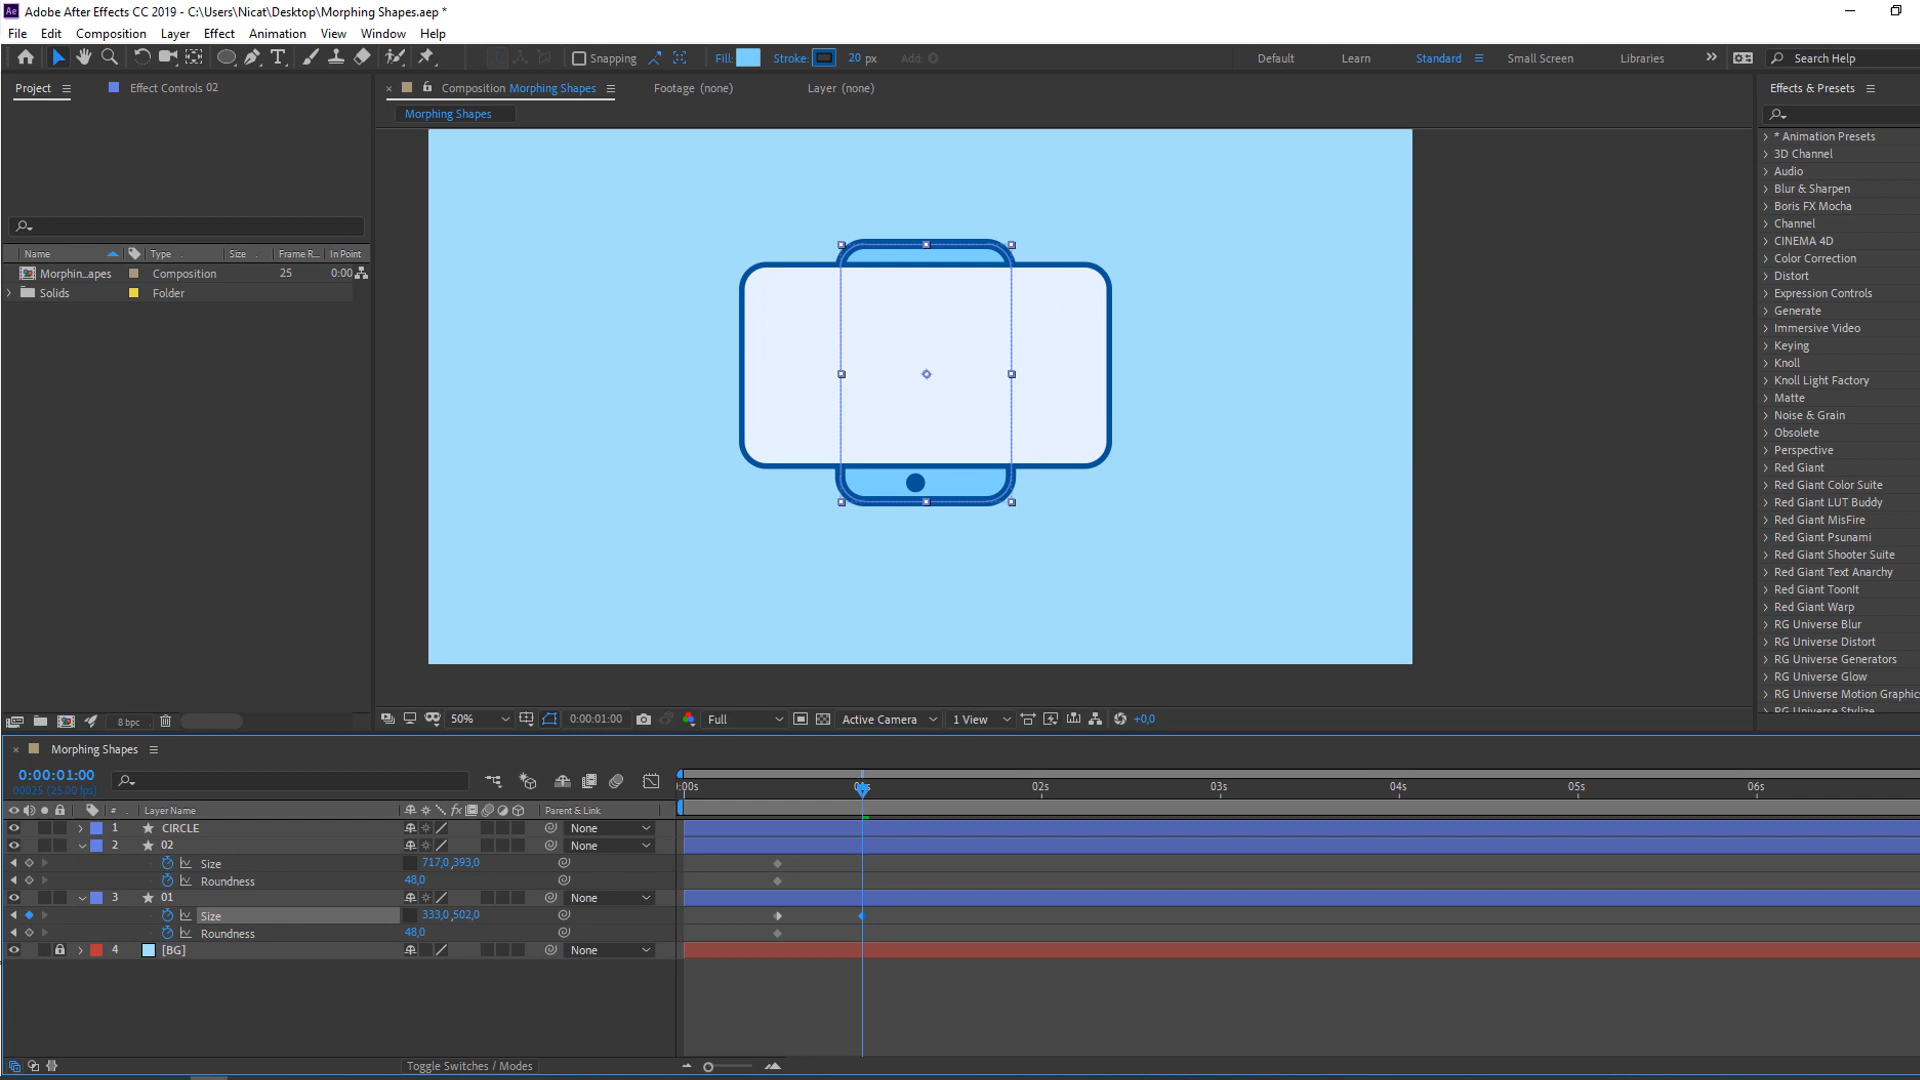 Adobe After Effects CC 2019 - C:\Users\Nicat\Desktop\Morphing Shapes.aep *
File Edit Composition Layer Effect Animation View Window Help
Snapping Fill: Stroke: 20 px Add: Default Learn Standard Small Screen Libraries Search Help
Project Effect Controls 02 Composition Morphing Shapes Footage (none) Layer (none) Effects & Presets
Morphing Shapes
* Animation Presets
3D Channel
Audio
Blur & Sharpen
Boris FX Mocha
Channel
CINEMA 4D
Color Correction
Distort
Expression Controls
Generate
Immersive Video
Keying
Knoll
Knoll Light Factory
Matte
Noise & Grain
Obsolete
Perspective
Red Giant
Red Giant Color Suite
Red Giant LUT Buddy
Red Giant MisFire
Red Giant Psunami
Red Giant Shooter Suite
Red Giant Text Anarchy
Red Giant ToonIt
Red Giant Warp
RG Universe Blur
RG Universe Distort
RG Universe Generators
RG Universe Glow
RG Universe Motion Graphics
RG Universe Stylize
Name Type Size Frame R... In Point
Morphin...apes Composition 25 0:00
Solids Folder
8 bpc 50% 0:00:01:00 Full Active Camera 1 View +0,0
Morphing Shapes
0:00:01:00
00025 (25.00 fps)
:00s 02s 03s 04s 05s 06s
# Layer Name fx Parent & Link
1 CIRCLE None
2 02 None
Size 717,0,393,0
Roundness 48,0
3 01 None
Size 333,0,502,0
Roundness 48,0
4 [BG] None
Toggle Switches / Modes